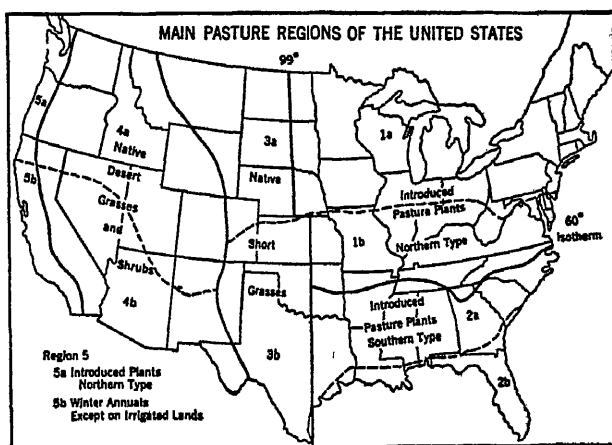 MAIN PASTURE REGIONS OF THE UNITED STATES
99°
5a
4a
Native
3a
1a
5b
Desert
Native
Introduced
Grasses
Pasture Plants
60°
Isotherm
and
Short
1b
Northern Type
Shrubs
Grasses
Introduced
4b
Pasture Plants
2a
3b
Southern Type
Region 5
5a Introduced Plants
Northern Type
2b
5b Winter Annuals
Except on Irrigated Lands